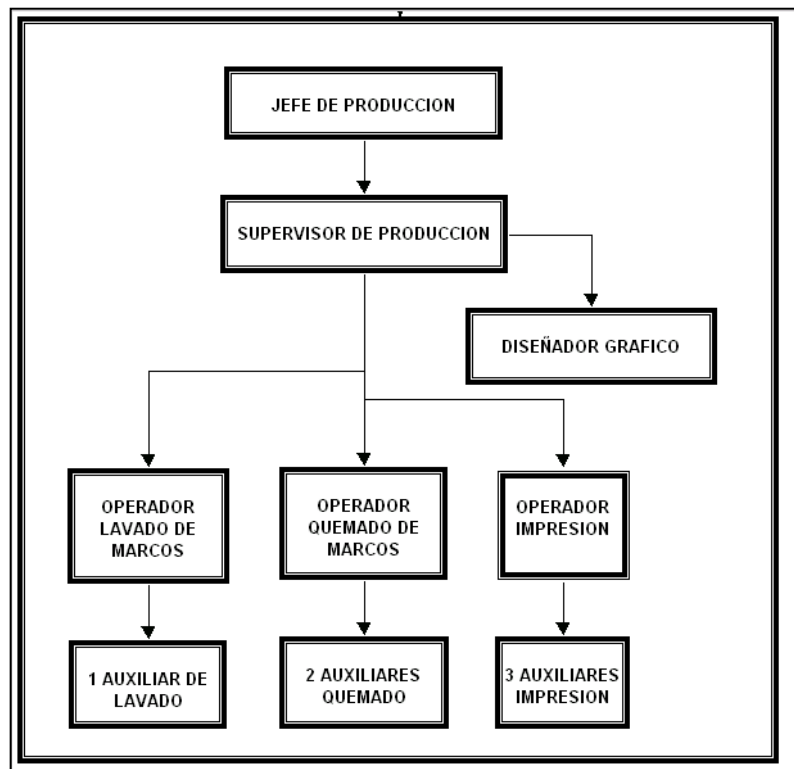 JEFE DE PRODUCCION
SUPERVISOR DE PRODUCCION
DISEÑADOR GRAFICO
OPERADOR
LAVADO DE
MARCOS
OPERADOR
QUEMADO DE
MARCOS
OPERADOR
IMPRESION
1 AUXILIAR DE
LAVADO
2 AUXILIARES
QUEMADO
3 AUXILIARES
IMPRESION